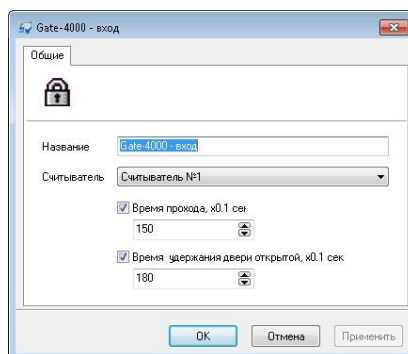 Gate-4000 - вход
Общие
Название
Gate-4000 - вход
Считыватель
Считыватель №1
Время прохода, x0.1 сек
150
Время удержания двери открытой, x0.1 сек
180
OK
Отмена
Применить